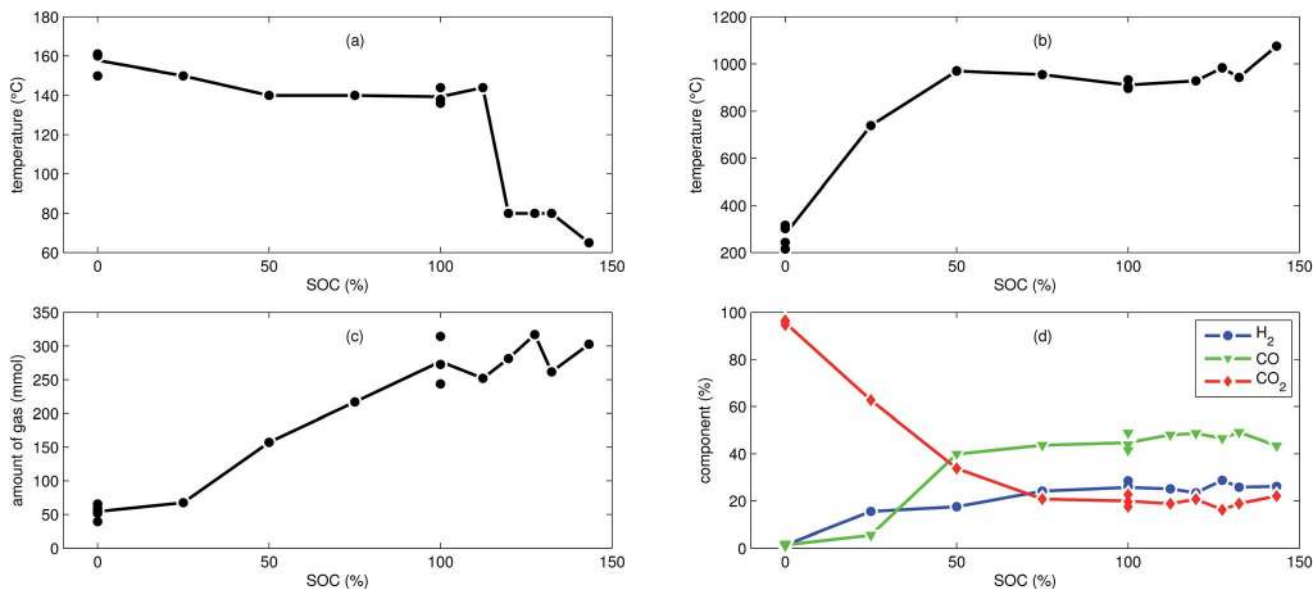 (a)
temperature (°C)
180
160
140
120
100
80
60
0
50
100
150
SOC (%)
(b)
temperature (°C)
1200
1000
800
600
400
200
0
50
100
150
SOC (%)
(c)
amount of gas (mmol)
350
300
250
200
150
100
50
0
0
50
100
150
SOC (%)
(d)
component (%)
100
80
60
40
20
0
0
50
100
150
SOC (%)
H₂
CO
CO₂